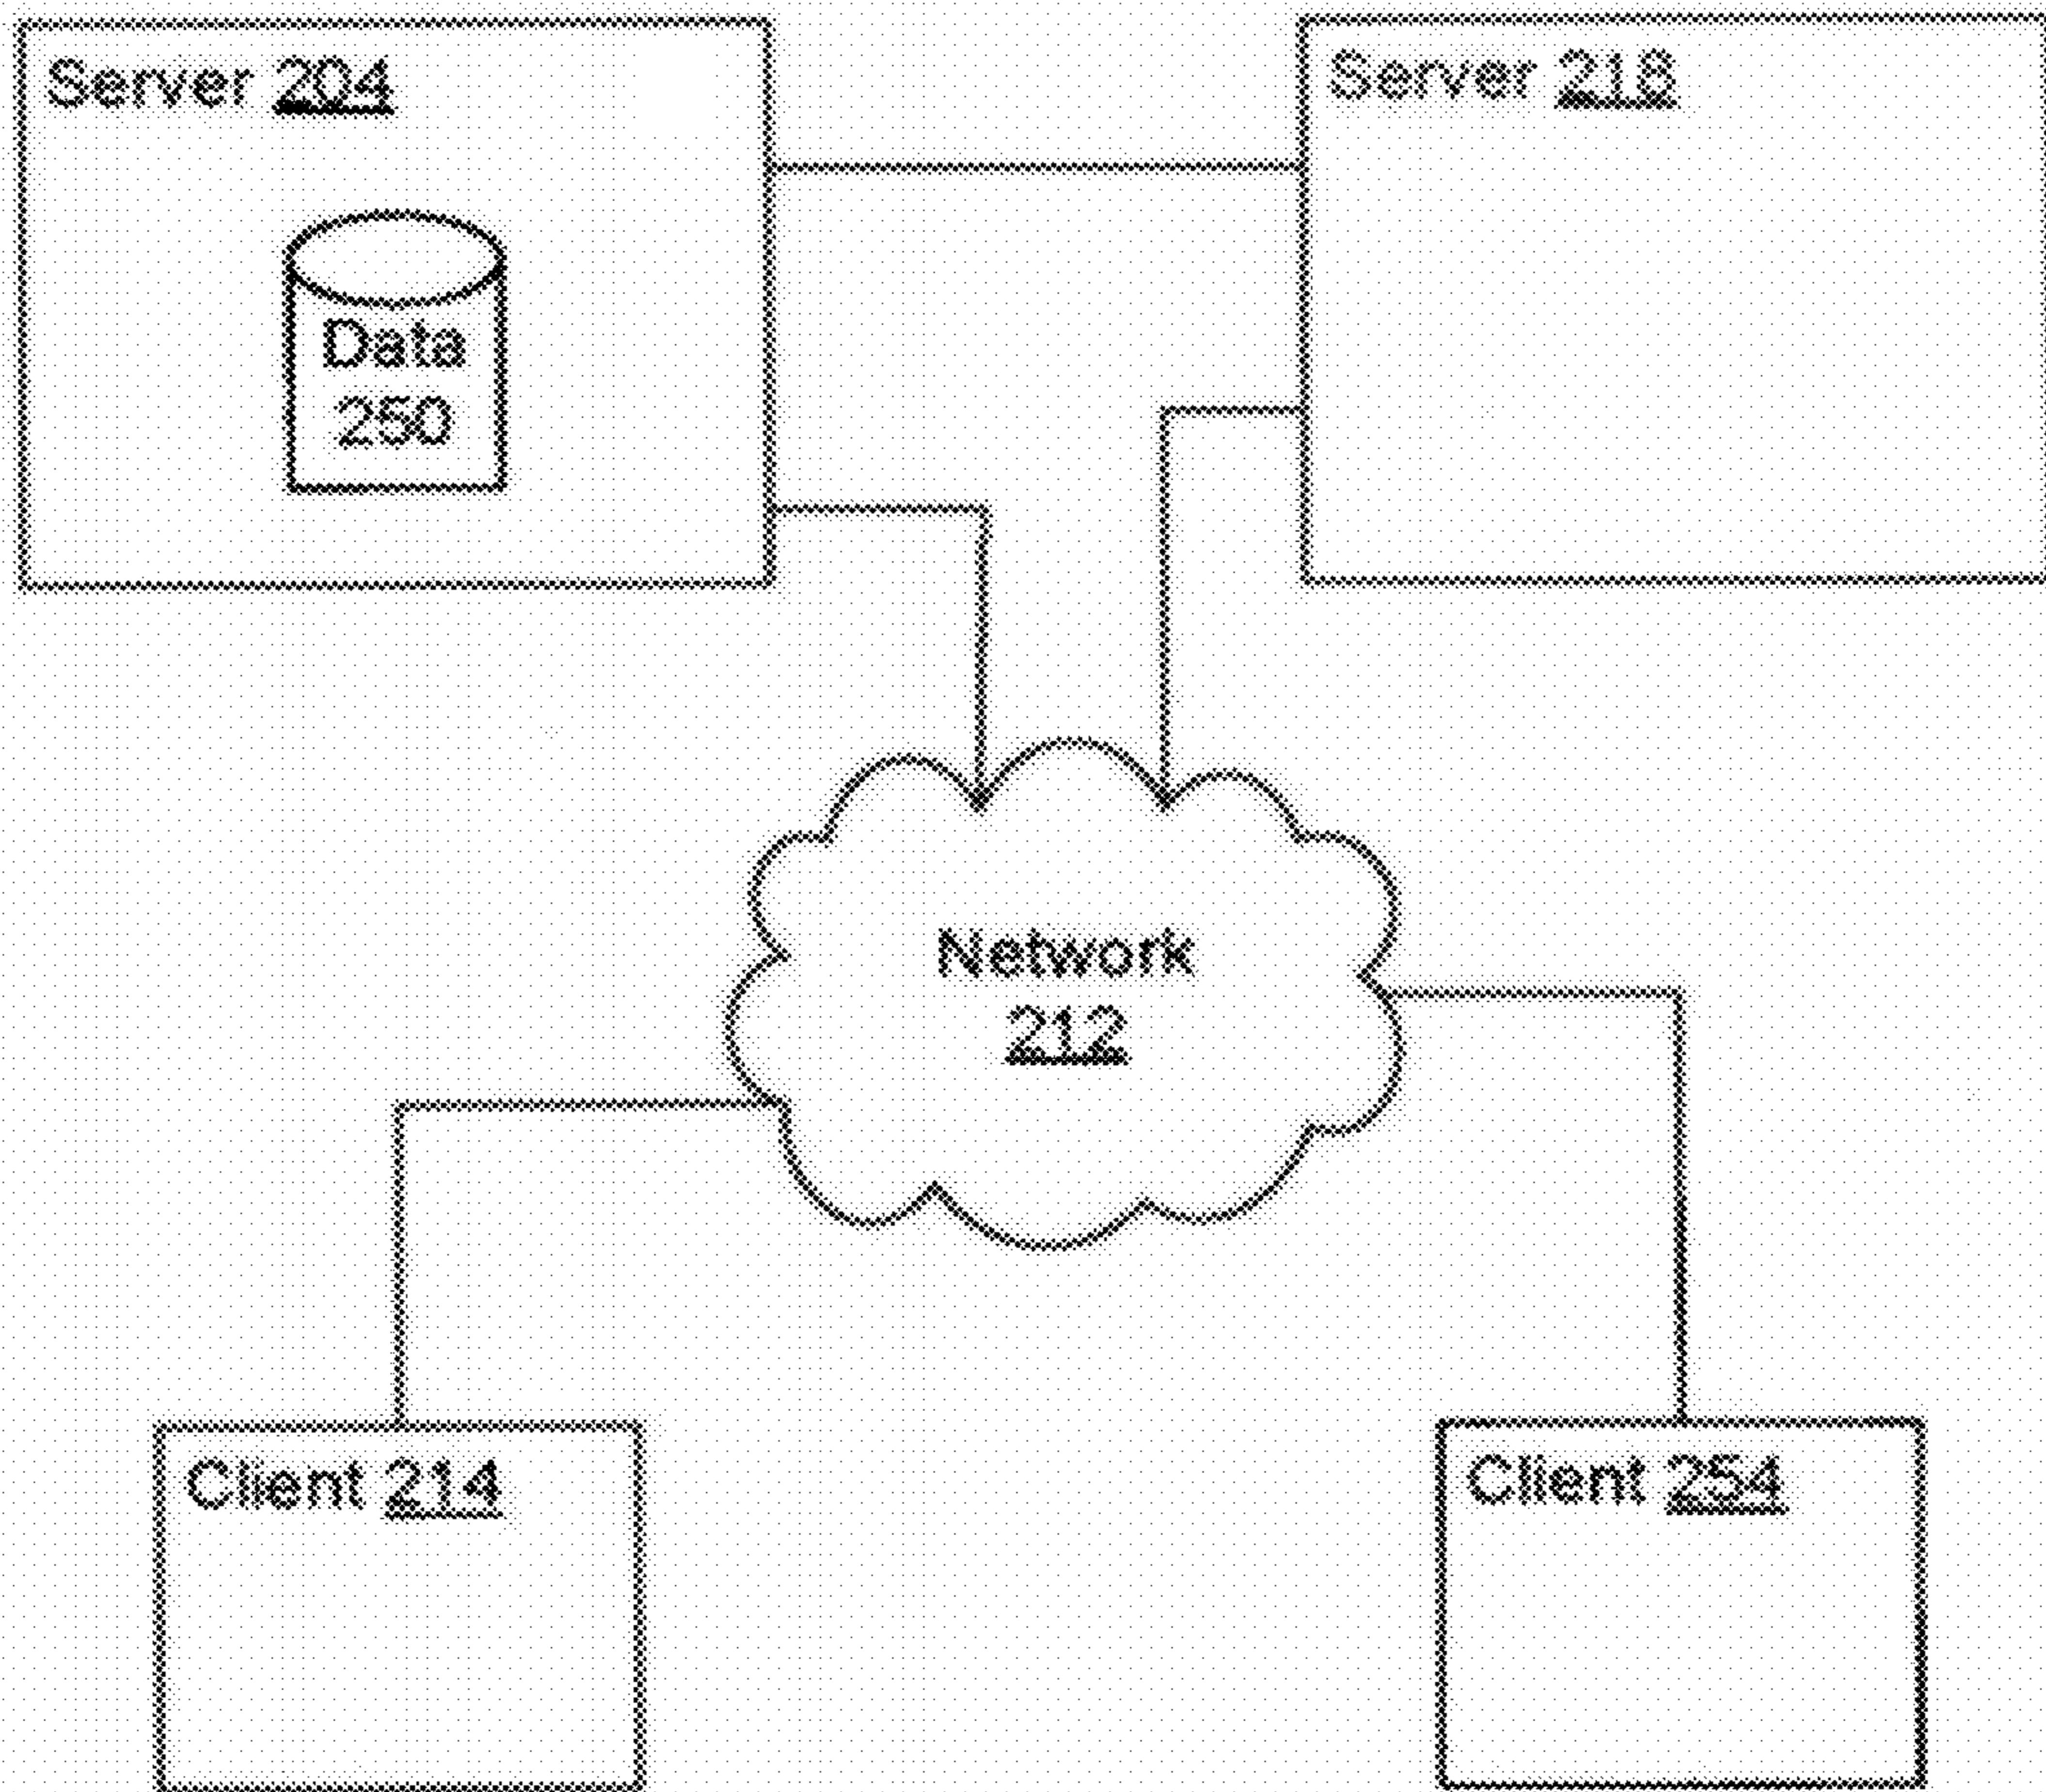 Server 204
Server 218
Data
250
Network
212
Client 214
Client 254